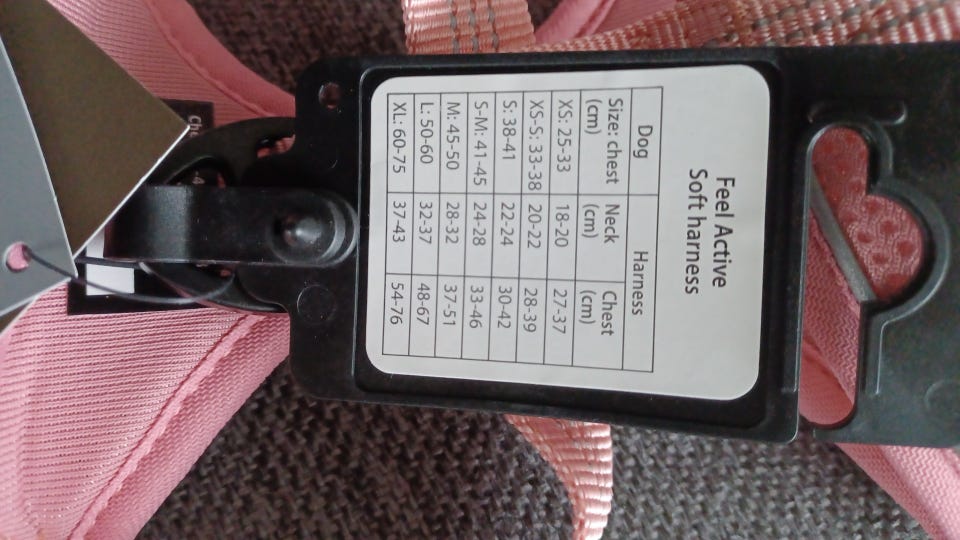 Feel Active
Soft harness
Dog Harness
Size: chest (cm) Neck (cm) Chest (cm)
XS: 25-33 18-20 27-37
XS-S: 33-38 20-22 28-39
S: 38-41 22-24 30-42
S-M: 41-45 24-28 33-46
M: 45-50 28-32 37-51
L: 50-60 32-37 48-67
XL: 60-75 37-43 54-76